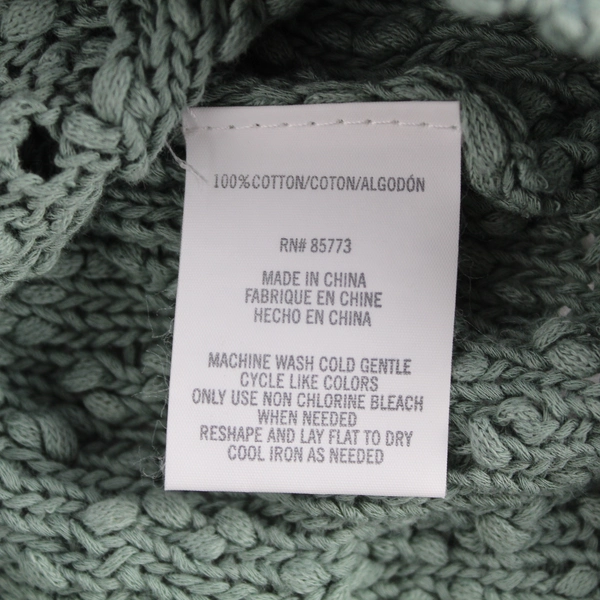 100%COTTON/COTON/ALGODÓN
RN# 85773
MADE IN CHINA
FABRIQUE EN CHINE
HECHO EN CHINA
MACHINE WASH COLD GENTLE
CYCLE LIKE COLORS
ONLY USE NON CHLORINE BLEACH
WHEN NEEDED
RESHAPE AND LAY FLAT TO DRY
COOL IRON AS NEEDED